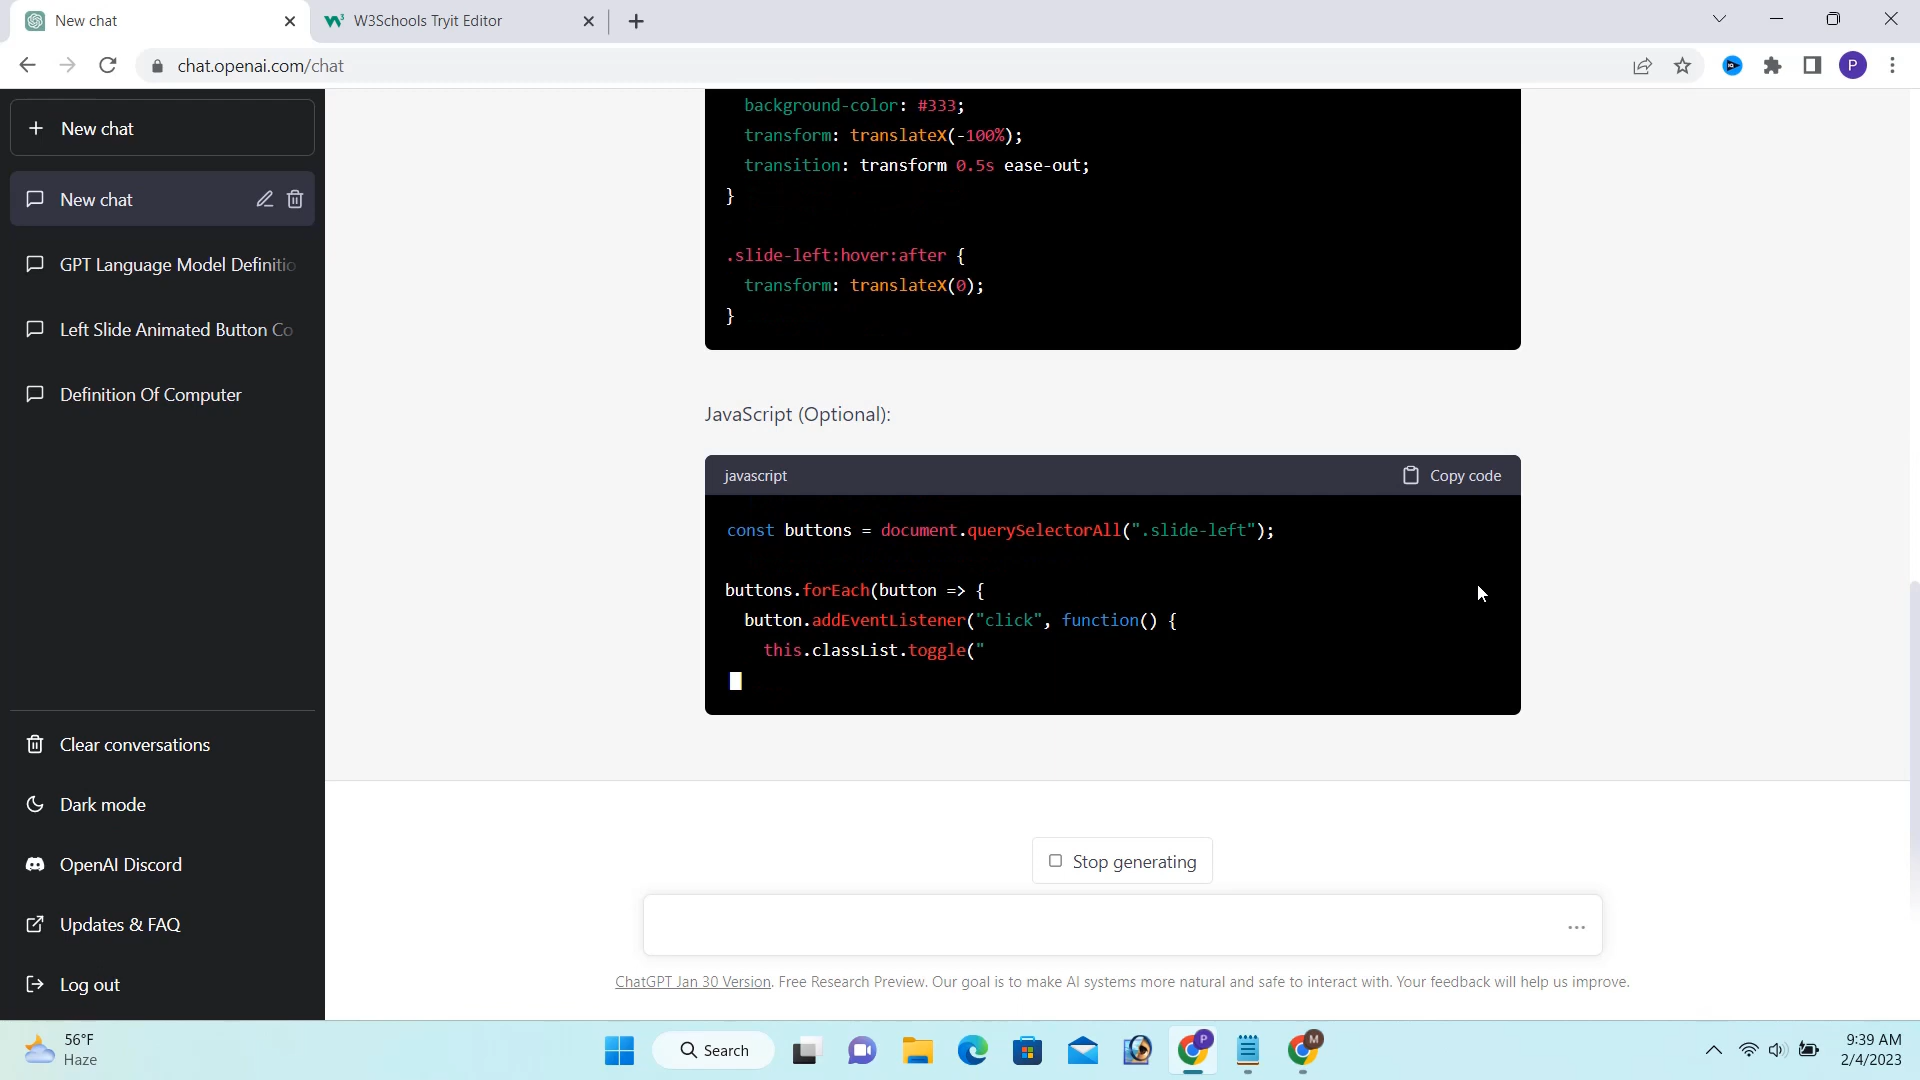 New chat
W3Schools Tryit Editor
chat.openai.com/chat
P
New chat
New chat
GPT Language Model Definitio
Left Slide Animated Button Co
Definition Of Computer
Clear conversations
Dark mode
OpenAI Discord
Updates & FAQ
Log out
background-color: #333;
transform: translateX(-100%);
transition: transform 0.5s ease-out;
}
.slide-left:hover:after {
transform: translateX(0);
}
JavaScript (Optional):
javascript
Copy code
const buttons = document.querySelectorAll(".slide-left");
buttons.forEach(button => {
button.addEventListener("click", function() {
this.classList.toggle("
Stop generating
ChatGPT Jan 30 Version. Free Research Preview. Our goal is to make AI systems more natural and safe to interact with. Your feedback will help us improve.
56°F
Haze
Search
P
M
9:39 AM
2/4/2023